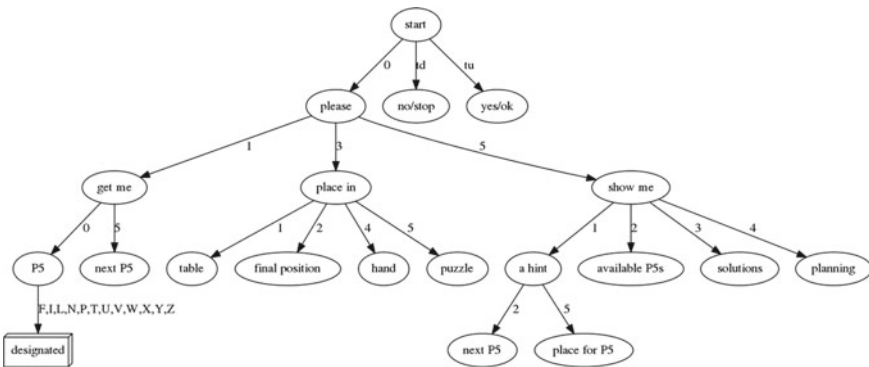 start
0 td tu
please no/stop yes/ok
1 3 5
get me place in show me
0 5 1 2 4 5 1 2 3 4
P5 next P5 table final position hand puzzle a hint available P5s solutions planning
F,I,L,N,P,T,U,V,W,X,Y,Z 2 5
designated next P5 place for P5